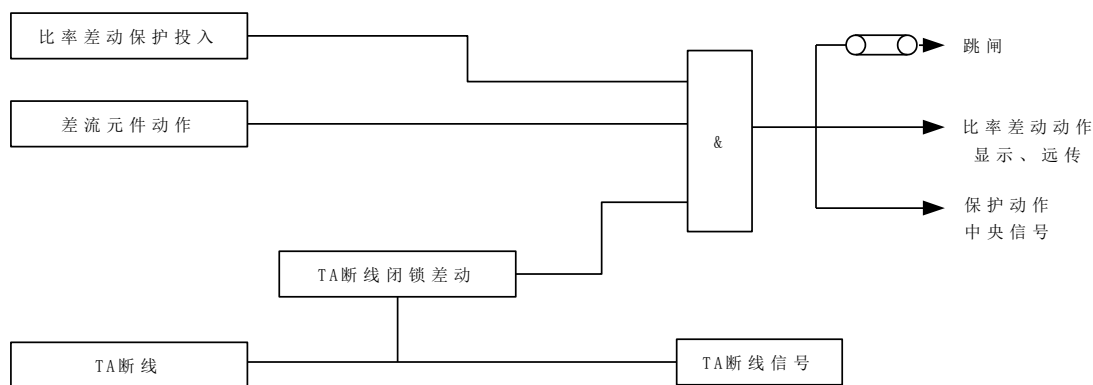 比率差动保护投入
跳闸
差流元件动作
&
比率差动动作
显示、远传
保护动作
中央信号
TA断线闭锁差动
TA断线
TA断线信号